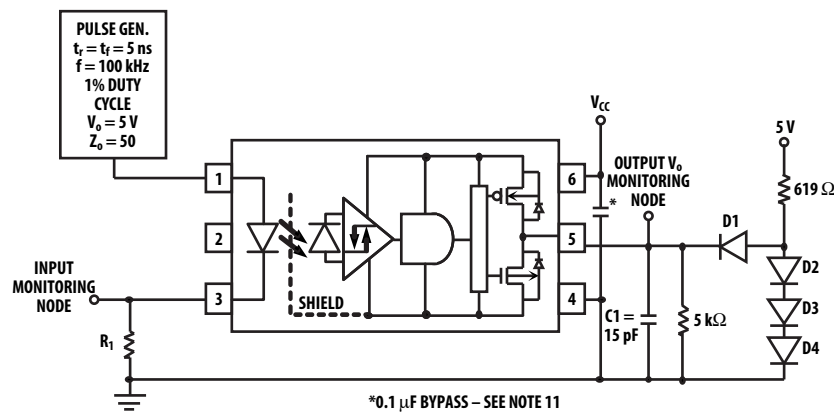 PULSE GEN.
tr = tf = 5 ns
f = 100 kHz
1% DUTY
CYCLE
Vo = 5 V
Zo = 50
VCC
5 V
OUTPUT Vo
MONITORING
NODE
619 Ω
1
6
*
D1
2
5
D2
INPUT
MONITORING
NODE
3
SHIELD
4
C1 =
15 pF
5 kΩ
D3
R1
D4
*0.1 μF BYPASS – SEE NOTE 11